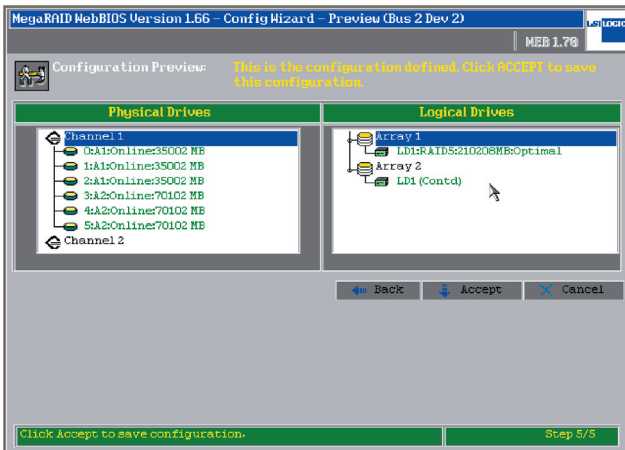 MegaRAID WebBIOS Version 1.66 - Config Wizard - Preview (Bus 2 Dev 2)
LSI LOGIC
WEB 1.70
Configuration Preview:
This is the configuration defined. Click ACCEPT to save
this configuration.
Physical Drives
Channel 1
0:A1:Online:35002 MB
1:A1:Online:35002 MB
2:A1:Online:35002 MB
3:A2:Online:70102 MB
4:A2:Online:70102 MB
5:A2:Online:70102 MB
Channel 2
Logical Drives
Array 1
LD1:RAID5:210208MB:Optimal
Array 2
LD1 (Contd)
Back
Accept
Cancel
Click Accept to save configuration.
Step 5/5